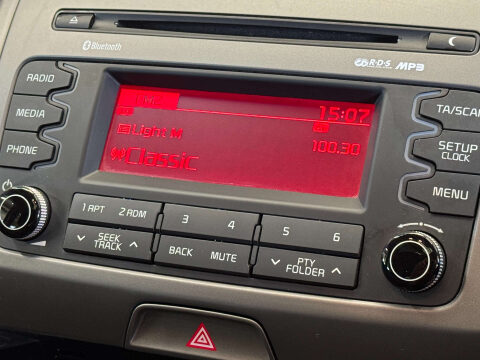 Bluetooth
R·D·S MP3
RADIO
MEDIA
PHONE
FM
15:07
Light M
100.30
Classic
TA/SCAN
SETUP
CLOCK
MENU
1 RPT 2 RDM
3 4
5 6
SEEK
TRACK
BACK MUTE
PTY
FOLDER